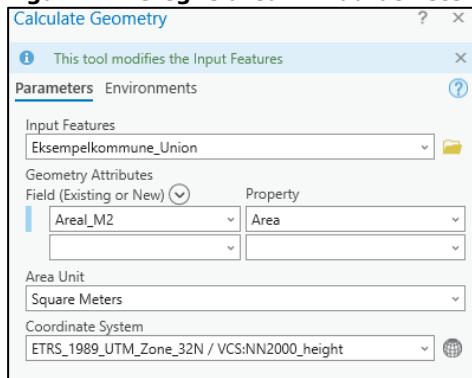 Calculate Geometry ? ×
This tool modifies the Input Features ×
Parameters Environments ?
Input Features
Eksempelkommune_Union
Geometry Attributes
Field (Existing or New) Property
Areal_M2 Area
Area Unit
Square Meters
Coordinate System
ETRS_1989_UTM_Zone_32N / VCS:NN2000_height